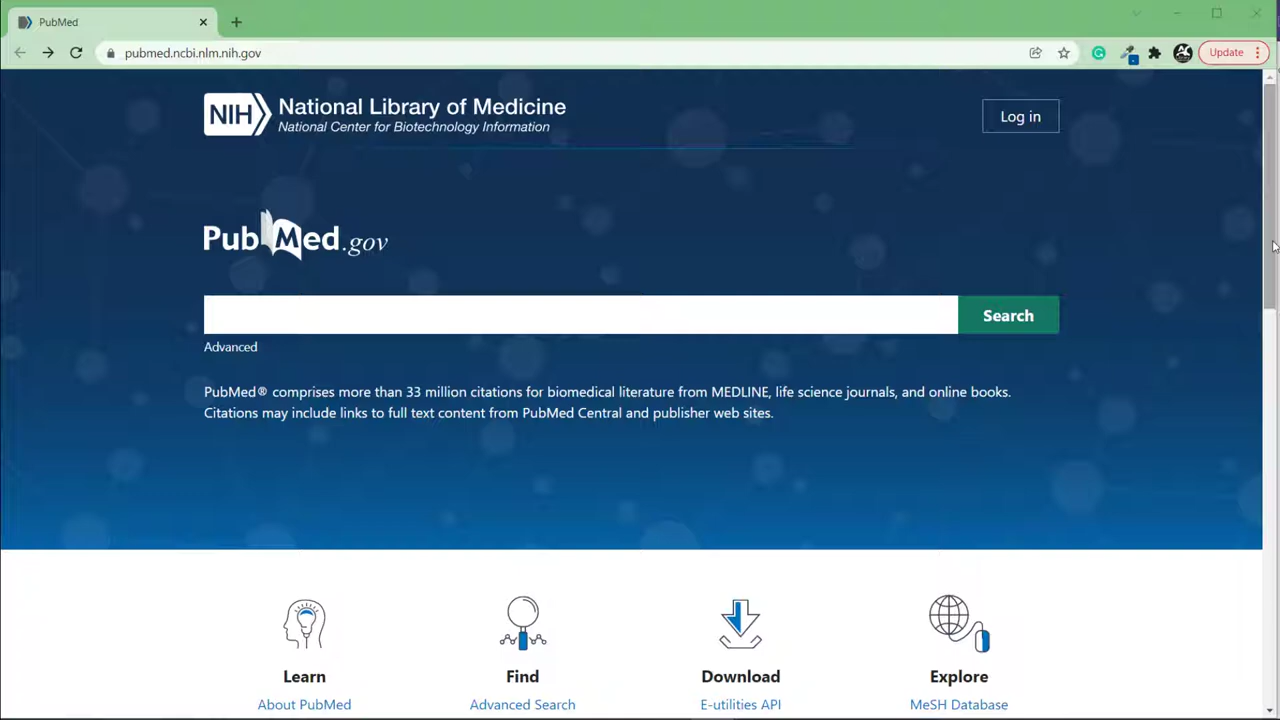 PubMed
pubmed.ncbi.nlm.nih.gov
Update
NIH National Library of Medicine
National Center for Biotechnology Information
Log in
PubMed.gov
Search
Advanced
PubMed® comprises more than 33 million citations for biomedical literature from MEDLINE, life science journals, and online books.
Citations may include links to full text content from PubMed Central and publisher web sites.
Learn
Find
Download
Explore
About PubMed
Advanced Search
E-utilities API
MeSH Database